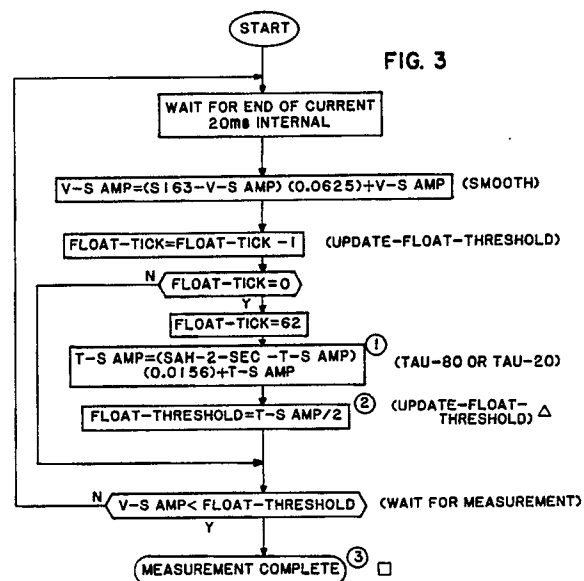 START
FIG. 3
WAIT FOR END OF CURRENT
20ms INTERNAL
V-S AMP=(S163-V-S AMP) (0.0625)+V-S AMP (SMOOTH)
FLOAT-TICK=FLOAT-TICK -1 (UPDATE-FLOAT-THRESHOLD)
N FLOAT-TICK=0
Y
FLOAT-TICK=62
T-S AMP=(SAH-2-SEC -T-S AMP) 1
(0.0156)+T-S AMP (TAU-80 OR TAU-20)
FLOAT-THRESHOLD=T-S AMP/2 2 (UPDATE-FLOAT-
THRESHOLD) △
N V-S AMP< FLOAT-THRESHOLD (WAIT FOR MEASUREMENT)
Y
MEASUREMENT COMPLETE 3 □